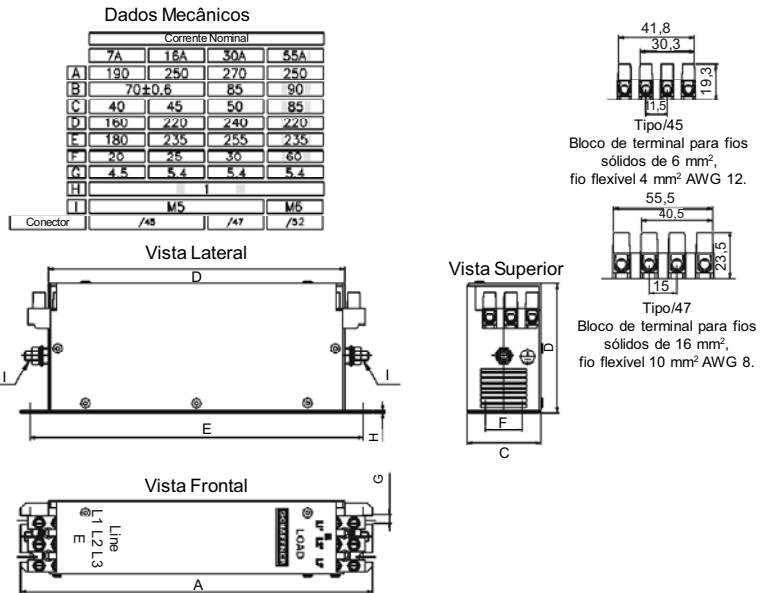 Dados Mecânicos
Corrente Nominal
7A 16A 30A 55A
A 190 250 270 250
B 70±0.6 85 90
C 40 45 50 85
D 160 220 240 220
E 180 235 255 235
F 20 25 30 60
G 4.5 5.4 5.4 5.4
H 1
I M5 M6
Conector /45 /47 /52
41,8
30,3
19,3
11,5
Tipo/45
Bloco de terminal para fios
sólidos de 6 mm²,
fio flexível 4 mm² AWG 12.
55,5
40,5
23,5
15
Tipo/47
Bloco de terminal para fios
sólidos de 16 mm²,
fio flexível 10 mm² AWG 8.
Vista Lateral
D
I
I
E
H
Vista Superior
D
F
C
Vista Frontal
G
Line
L1 L2 L3
E
SCHAFFNER
LOAD
L1' L2' L3'
A